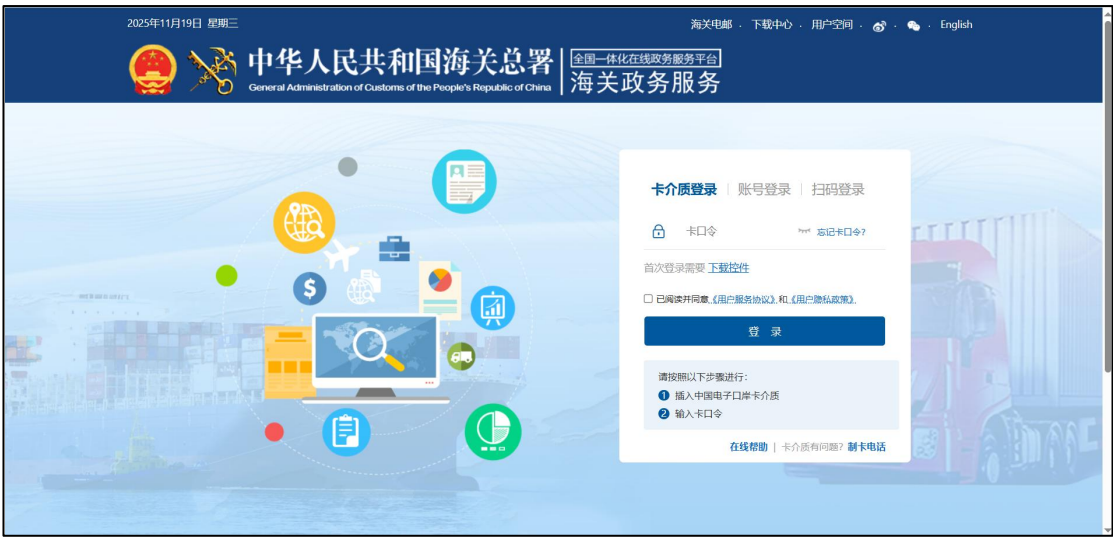 2025年11月19日 星期三
海关电邮 · 下载中心 · 用户空间 · · · English
中华人民共和国海关总署
General Administration of Customs of the People's Republic of China
全国一体化在线政务服务平台
海关政务服务
卡介质登录 | 账号登录 | 扫码登录
卡口令 忘记卡口令?
首次登录需要 下载控件
已阅读并同意《用户服务协议》和《用户隐私政策》
登 录
请按照以下步骤进行:
1 插入中国电子口岸卡介质
2 输入卡口令
在线帮助 | 卡介质有问题? 制卡电话
$